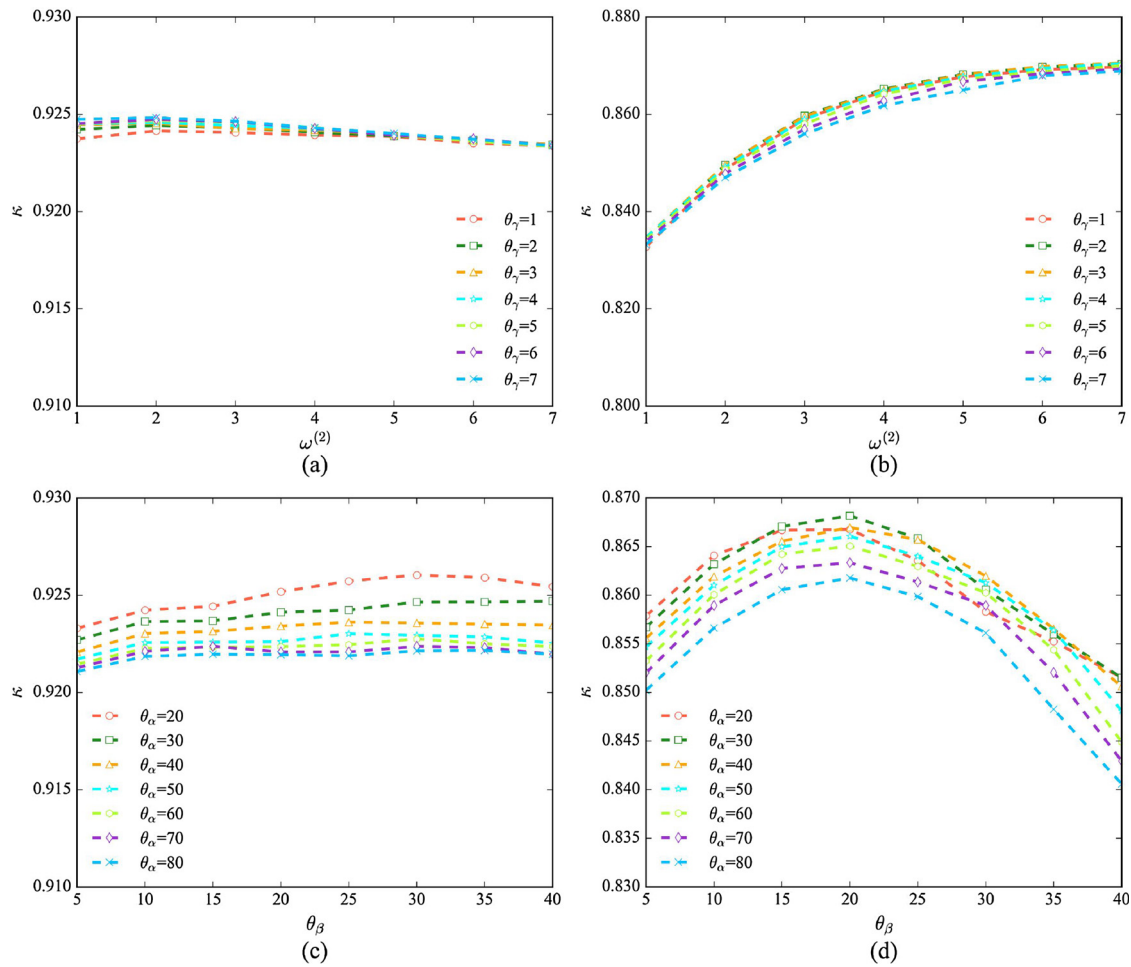 0.930
0.925
0.920
0.915
0.910
κ
1 2 3 4 5 6 7
ω(2)
θγ=1
θγ=2
θγ=3
θγ=4
θγ=5
θγ=6
θγ=7
(a)
0.880
0.860
0.840
0.820
0.800
κ
1 2 3 4 5 6 7
ω(2)
θγ=1
θγ=2
θγ=3
θγ=4
θγ=5
θγ=6
θγ=7
(b)
0.930
0.925
0.920
0.915
0.910
κ
5 10 15 20 25 30 35 40
θβ
θα=20
θα=30
θα=40
θα=50
θα=60
θα=70
θα=80
(c)
0.870
0.865
0.860
0.855
0.850
0.845
0.840
0.835
0.830
κ
5 10 15 20 25 30 35 40
θβ
θα=20
θα=30
θα=40
θα=50
θα=60
θα=70
θα=80
(d)